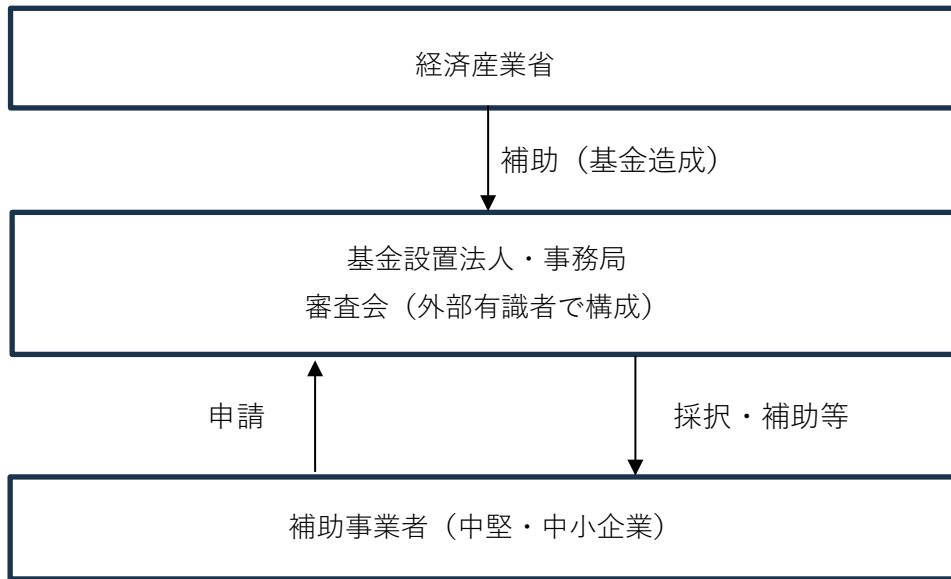 経済産業省
補助（基金造成）
基金設置法人・事務局
審査会（外部有識者で構成）
申請
採択・補助等
補助事業者（中堅・中小企業）